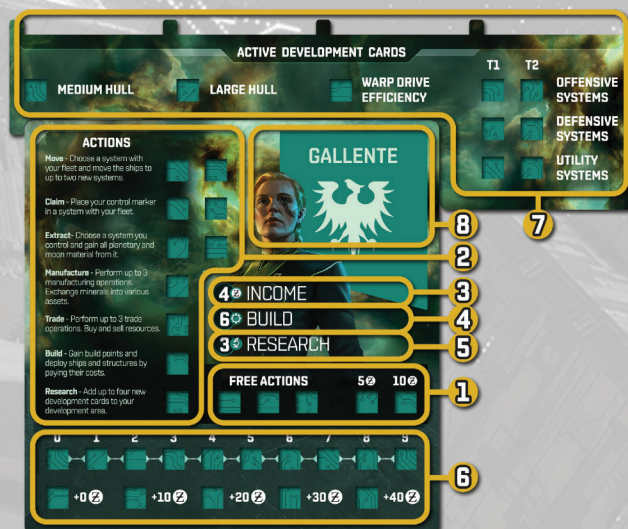 ACTIVE DEVELOPMENT CARDS
T1 T2
MEDIUM HULL
LARGE HULL
WARP DRIVE
EFFICIENCY
OFFENSIVE
SYSTEMS
DEFENSIVE
SYSTEMS
UTILITY
SYSTEMS
7
ACTIONS
Move - Choose a system with
your fleet and move the ships to
up to two new systems.
Claim - Place your control marker
in a system with your fleet.
Extract- Choose a system you
control and gain all planetary and
moon material from it.
Manufacture - Perform up to 3
manufacturing operations.
Exchange minerals into various
assets.
Trade - Perform up to 3 trade
operations. Buy and sell resources.
Build - Gain build points and
deploy ships and structures by
paying their costs.
Research - Add up to four new
development cards to your
development area.
GALLENTE
8
2
4 INCOME
3
6 BUILD
4
3 RESEARCH
5
FREE ACTIONS
5 Ƶ 10 Ƶ
1
0 1 2 3 4 5 6 7 8 9
+0 Ƶ +10 Ƶ +20 Ƶ +30 Ƶ +40 Ƶ
6